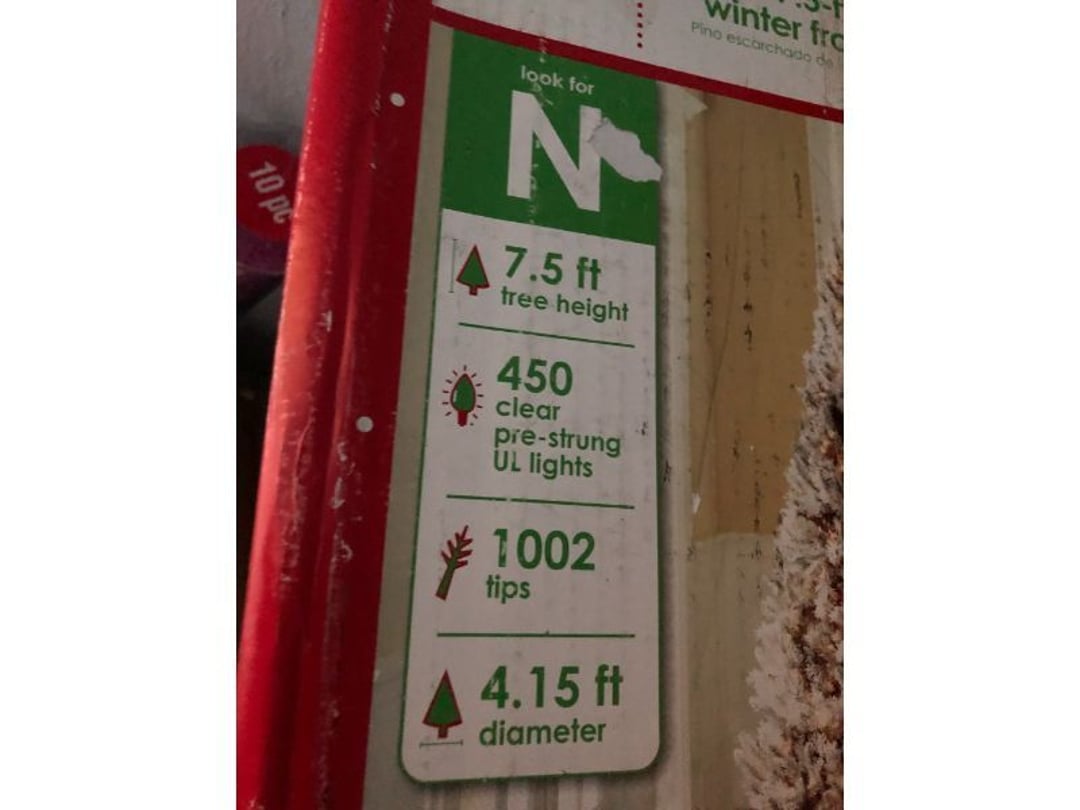 winter
Pino escarchado de
10 pc
look for
N
7.5 ft
tree height
450
clear
pre-strung
UL lights
1002
tips
4.15 ft
diameter